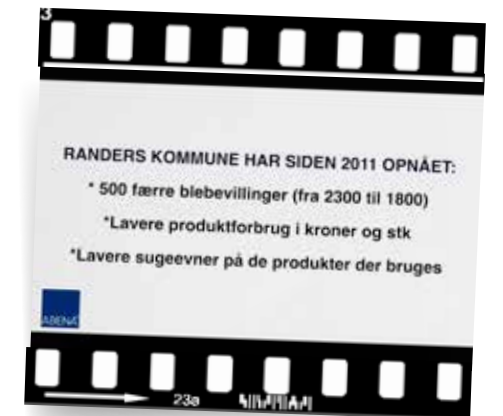 3
RANDERS KOMMUNE HAR SIDEN 2011 OPNÅET:
* 500 færre blebevillinger (fra 2300 til 1800)
*Lavere produktforbrug i kroner og stk
*Lavere sugeevner på de produkter der bruges
ABENA
23a